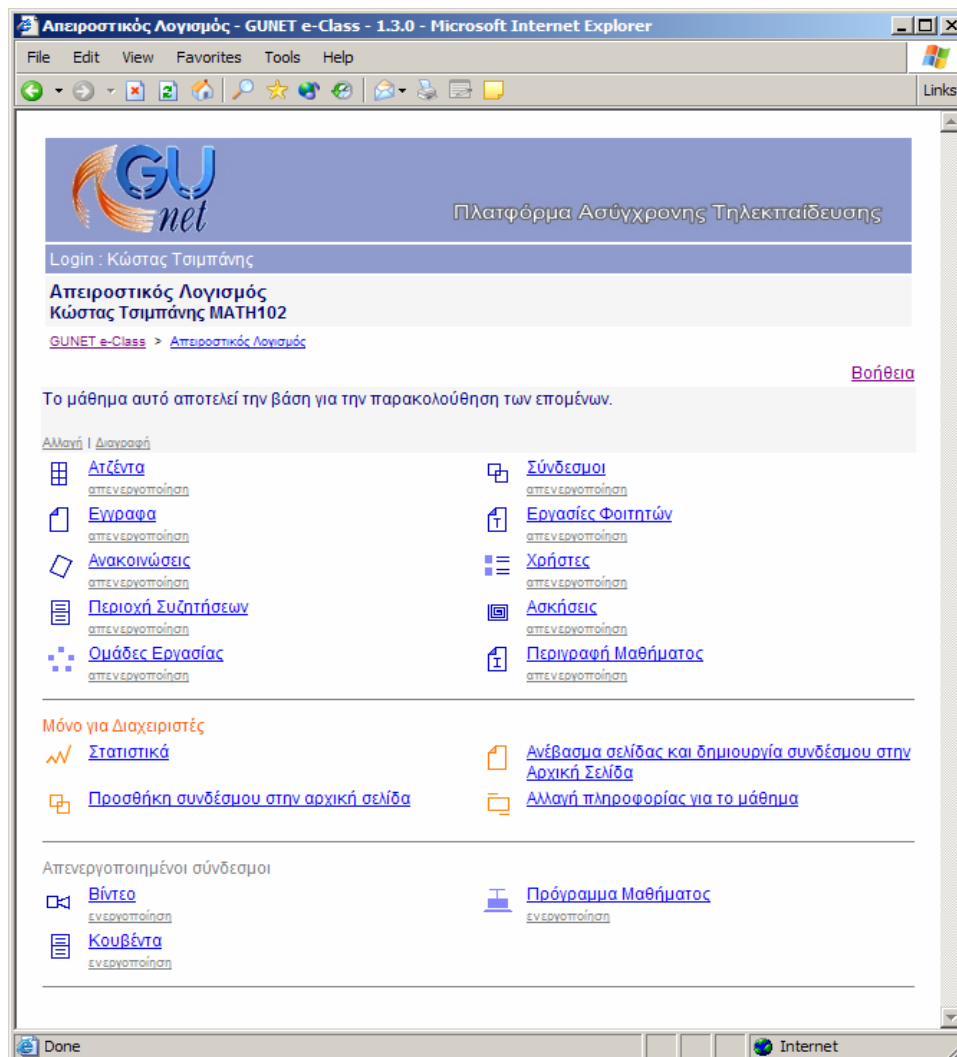 Απειροστικός Λογισμός - GUNET e-Class - 1.3.0 - Microsoft Internet Explorer
File Edit View Favorites Tools Help
Links
GU
net
Πλατφόρμα Ασύγχρονης Τηλεκπαίδευσης
Login : Κώστας Τσιμπάνης
Απειροστικός Λογισμός
Κώστας Τσιμπάνης MATH102
GUNET e-Class > Απειροστικός Λογισμός
Βοήθεια
Το μάθημα αυτό αποτελεί την βάση για την παρακολούθηση των επομένων.
Αλλαγή | Διαγραφή
Ατζέντα Σύνδεσμοι
απενεργοποίηση απενεργοποίηση
Εγγραφα Εργασίες Φοιτητών
απενεργοποίηση απενεργοποίηση
Ανακοινώσεις Χρήστες
απενεργοποίηση απενεργοποίηση
Περιοχή Συζητήσεων Ασκήσεις
απενεργοποίηση απενεργοποίηση
Ομάδες Εργασίας Περιγραφή Μαθήματος
απενεργοποίηση απενεργοποίηση
Μόνο για Διαχειριστές
Στατιστικά Ανέβασμα σελίδας και δημιουργία συνδέσμου στην
Αρχική Σελίδα
Προσθήκη συνδέσμου στην αρχική σελίδα Αλλαγή πληροφορίας για το μάθημα
Απενεργοποιημένοι σύνδεσμοι
Βίντεο Πρόγραμμα Μαθήματος
ενεργοποίηση ενεργοποίηση
Κουβέντα
ενεργοποίηση
Done Internet